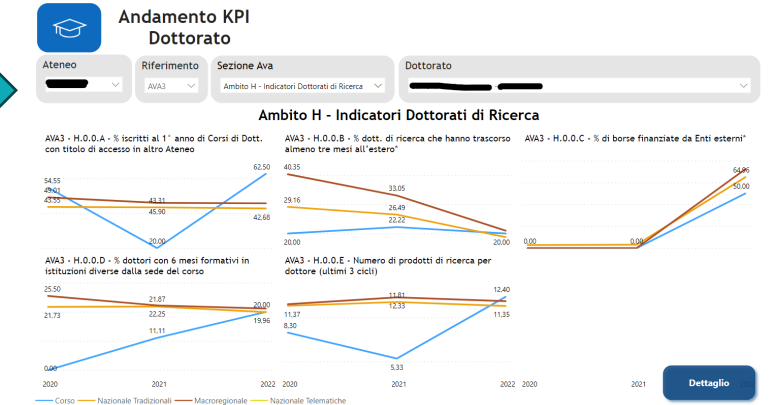 Andamento KPI
Dottorato
Ateneo
Riferimento
Sezione Ava
Dottorato
AVA3
Ambito H - Indicatori Dottorati di Ricerca
Ambito H - Indicatori Dottorati di Ricerca
AVA3 - H.0.0.A - % iscritti al 1° anno di Corsi di Dott.
con titolo di accesso in altro Ateneo
54.55
49.01
43.55
43.31
45.90
20.00
62.50
42.68
AVA3 - H.0.0.B - % dott. di ricerca che hanno trascorso
almeno tre mesi all'estero*
40.35
29.16
20.00
33.05
26.49
22.22
20.00
AVA3 - H.0.0.C - % di borse finanziate da Enti esterni*
0.00
0.00
50.00
AVA3 - H.0.0.D - % dottori con 6 mesi formativi in
istituzioni diverse dalla sede del corso
25.50
21.73
0.00
21.87
22.25
11.11
20.00
19.96
2020
2021
2022
AVA3 - H.0.0.E - Numero di prodotti di ricerca per
dottore (ultimi 3 cicli)
11.37
8.30
11.81
12.33
5.33
12.40
11.35
2020
2021
2022
2020
2021
Dettaglio
Corso
Nazionale Tradizionali
Macroregionale
Nazionale Telematiche